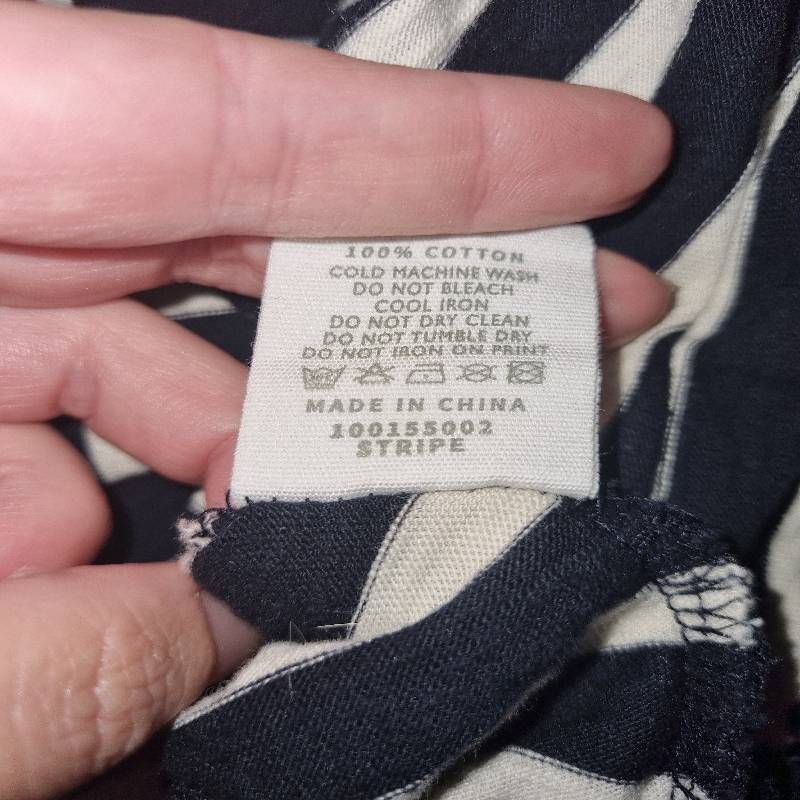 100% COTTON
COLD MACHINE WASH
DO NOT BLEACH
COOL IRON
DO NOT DRY CLEAN
DO NOT TUMBLE DRY
DO NOT IRON ON PRINT
MADE IN CHINA
100155002
STRIPE